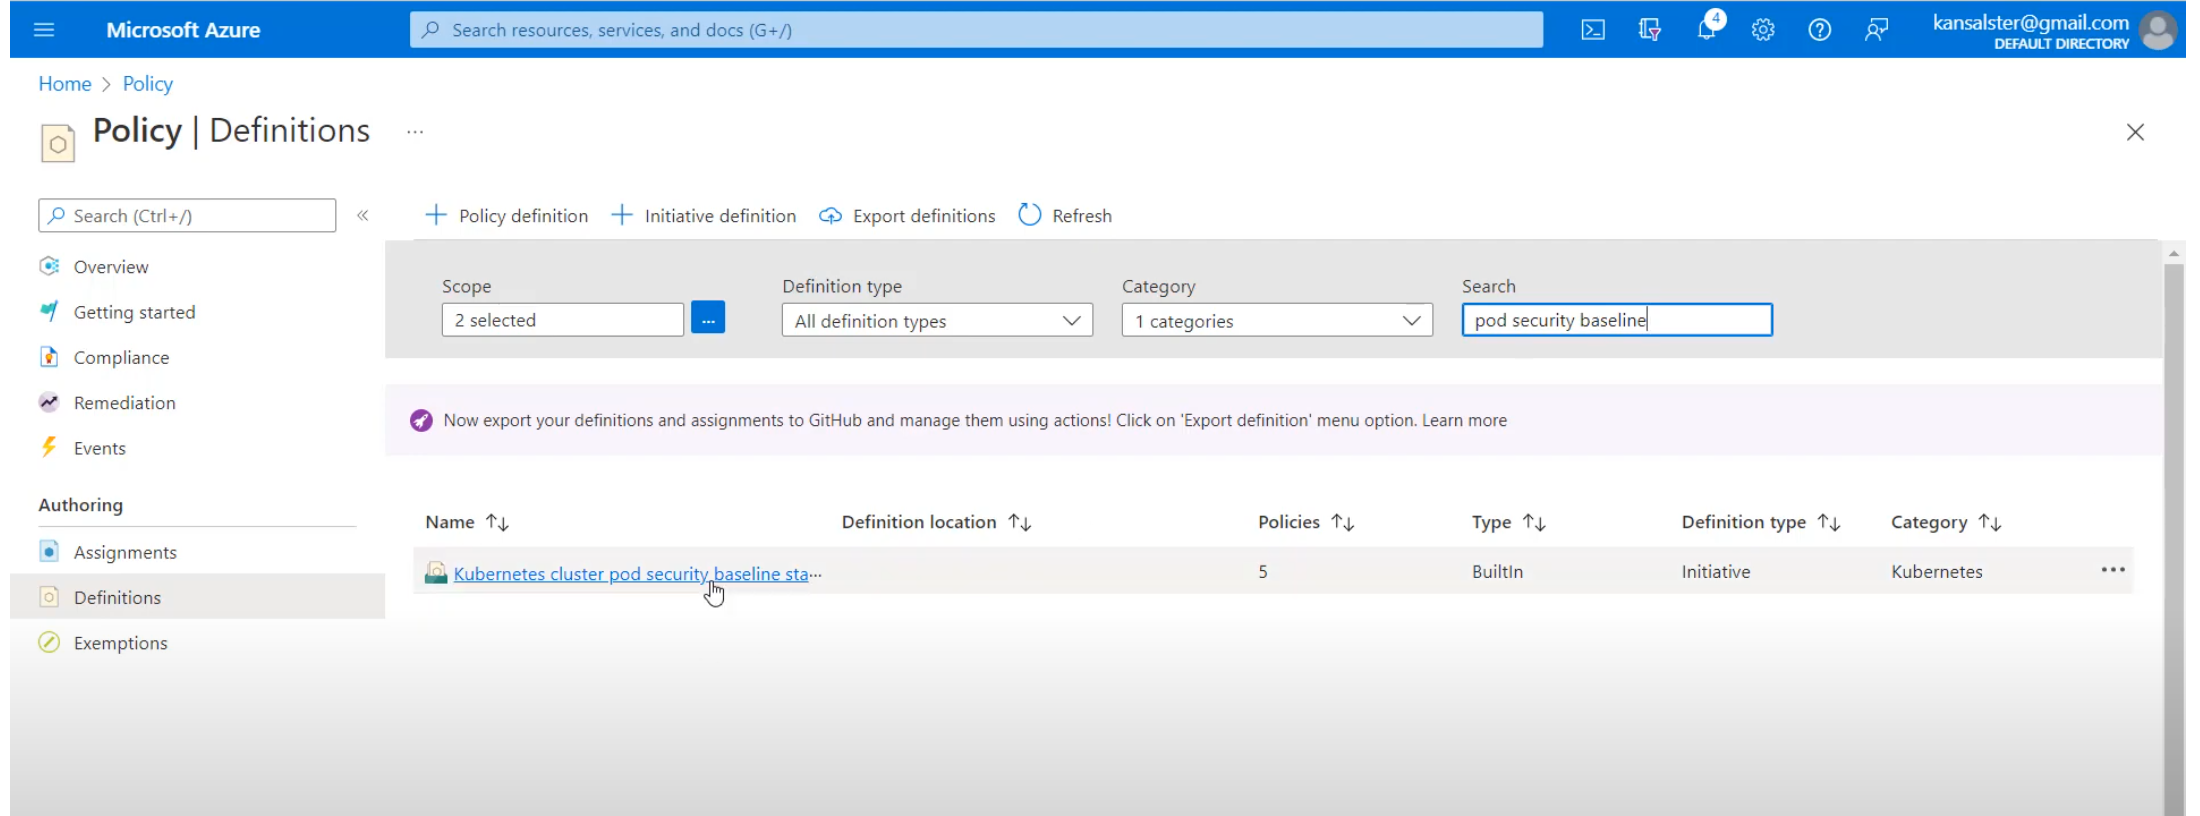 Microsoft Azure
Search resources, services, and docs (G+/)
4
kansalster@gmail.com
DEFAULT DIRECTORY
Home > Policy
Policy | Definitions ...
Search (Ctrl+/)
«
+ Policy definition + Initiative definition Export definitions Refresh
Overview
Getting started
Compliance
Remediation
Events
Authoring
Assignments
Definitions
Exemptions
Scope Definition type Category Search
2 selected ... All definition types 1 categories pod security baseline
Now export your definitions and assignments to GitHub and manage them using actions! Click on 'Export definition' menu option. Learn more
Name ↑↓ Definition location ↑↓ Policies ↑↓ Type ↑↓ Definition type ↑↓ Category ↑↓
Kubernetes cluster pod security baseline sta... 5 BuiltIn Initiative Kubernetes ...